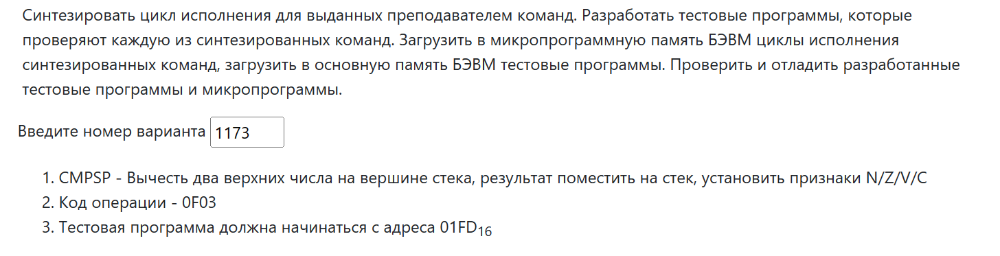 Синтезировать цикл исполнения для выданных преподавателем команд. Разработать тестовые программы, которые
проверяют каждую из синтезированных команд. Загрузить в микропрограммную память БЭВМ циклы исполнения
синтезированных команд, загрузить в основную память БЭВМ тестовые программы. Проверить и отладить разработанные
тестовые программы и микропрограммы.
Введите номер варианта 1173
1. CMPSP - Вычесть два верхних числа на вершине стека, результат поместить на стек, установить признаки N/Z/V/C
2. Код операции - 0F03
3. Тестовая программа должна начинаться с адреса 01FD₁₆